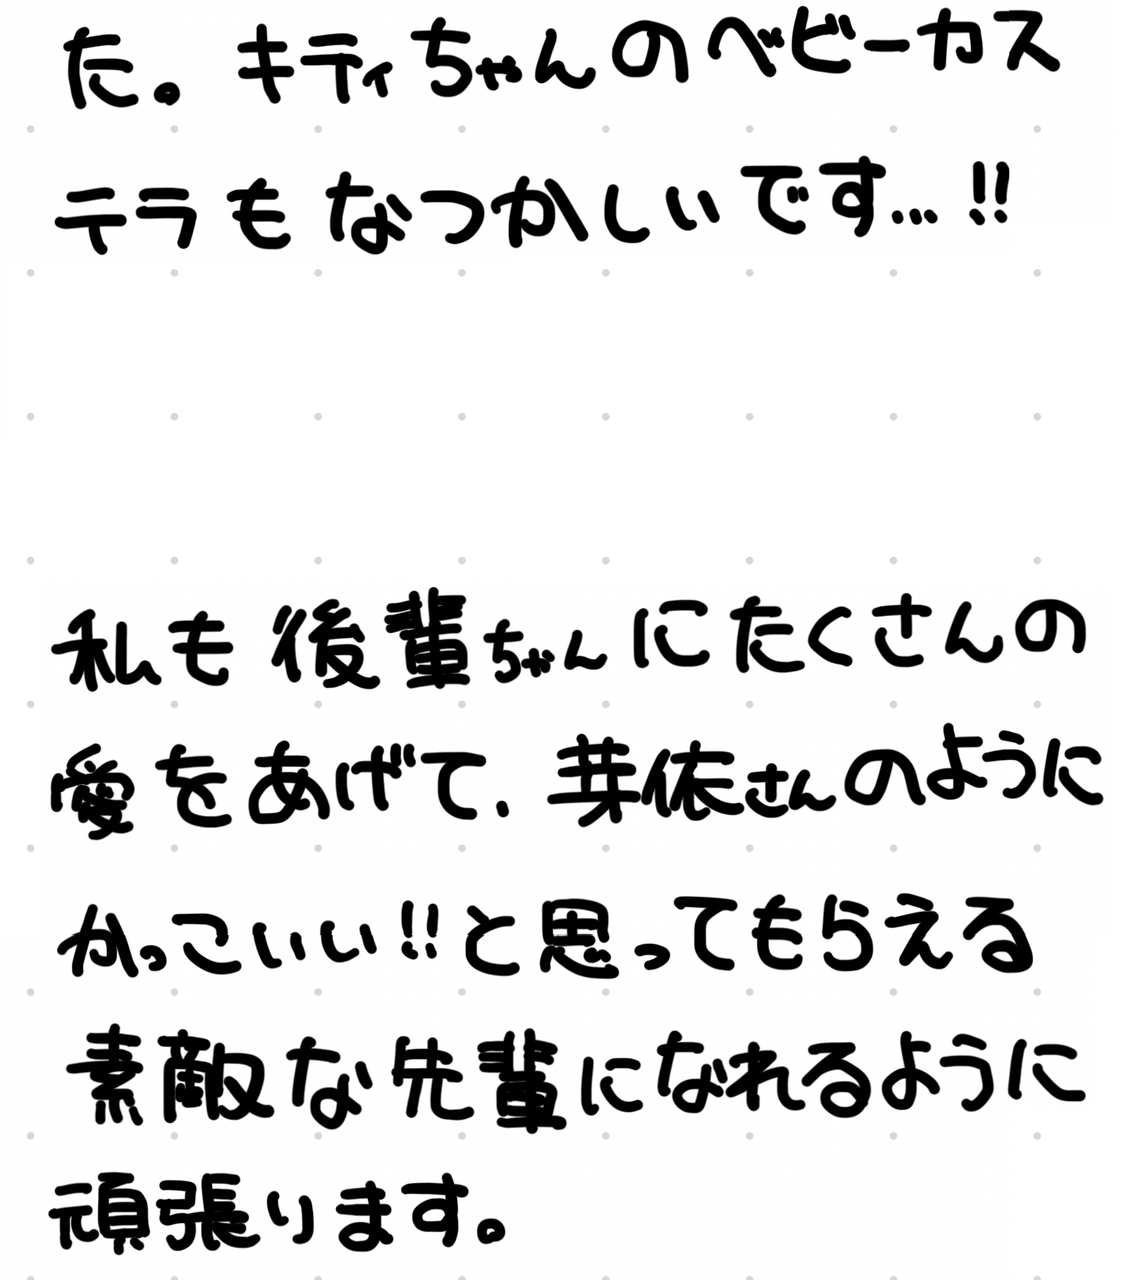 た。キティちゃんのベビーカス
テラもなつかしいです...!!
私も後輩ちゃんにたくさんの
愛をあげて、芽依さんのように
かっこいい!!と思ってもらえる
素敵な先輩になれるように
頑張ります。